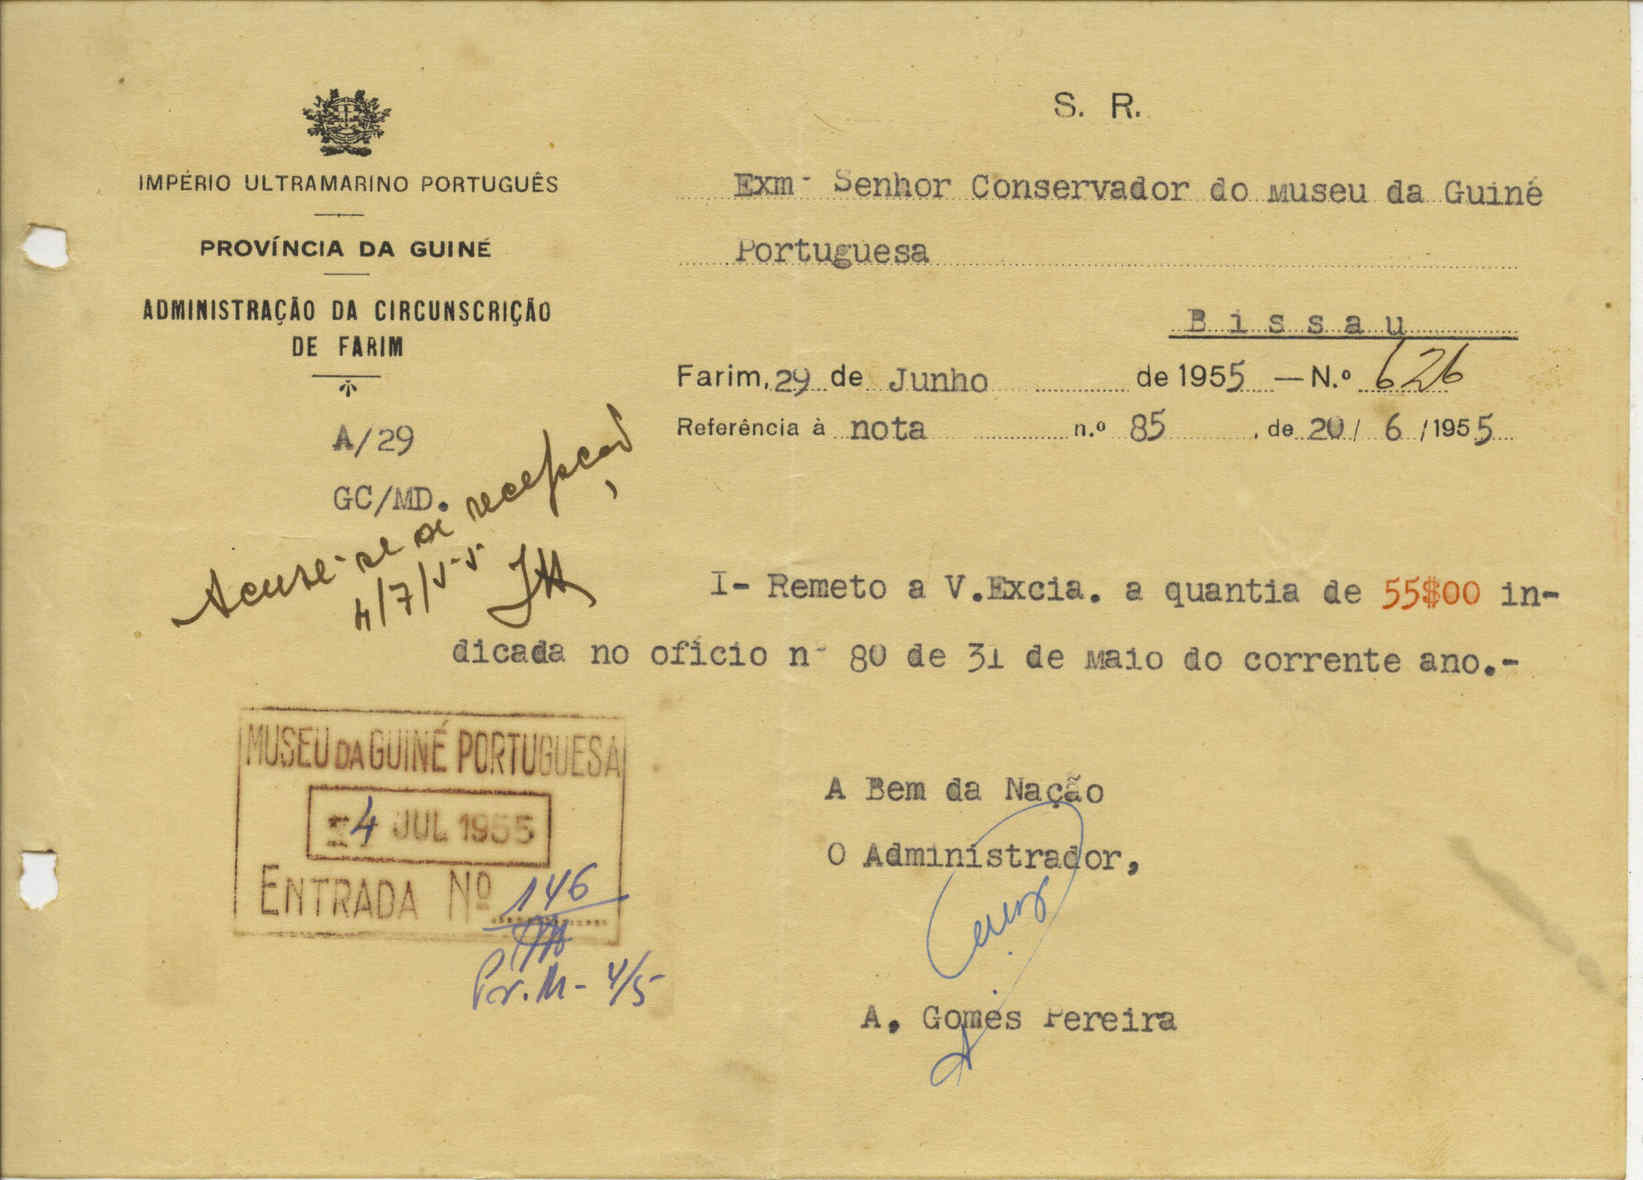 S. R.
IMPÉRIO ULTRAMARINO PORTUGUÊS
PROVÍNCIA DA GUINÉ
ADMINISTRAÇÃO DA CIRCUNSCRIÇÃO
DE FARIM
A/29
GC/MD.
Exmº Senhor Conservador do Museu da Guiné
Portuguesa
Bissau
Farim, 29 de Junho de 1955 — N.º 626
Referência à nota n.º 85, de 20/6/1955
Acuse-se a recepção,
4/7/55
I- Remeto a V.Excia. a quantia de 55$00 in-
dicada no ofício nº 80 de 31 de Maio do corrente ano.-
MUSEU DA GUINÉ PORTUGUESA
4 JUL 1955
ENTRADA Nº 146
4/5
A Bem da Nação
O Administrador,
A. Gomes Pereira